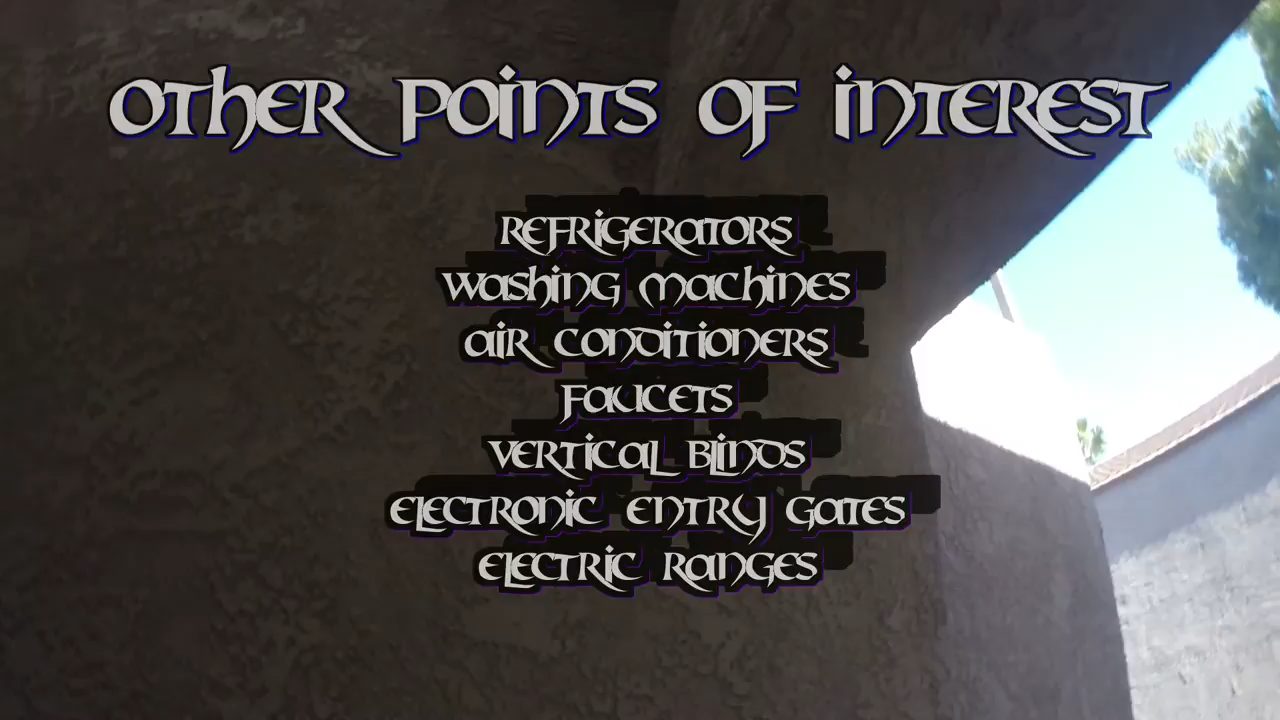 OTHER POINTS OF INTEREST
REFRIGERATORS
WASHING MACHINES
AIR CONDITIONERS
FAUCETS
VERTICAL BLINDS
ELECTRONIC ENTRY GATES
ELECTRIC RANGES